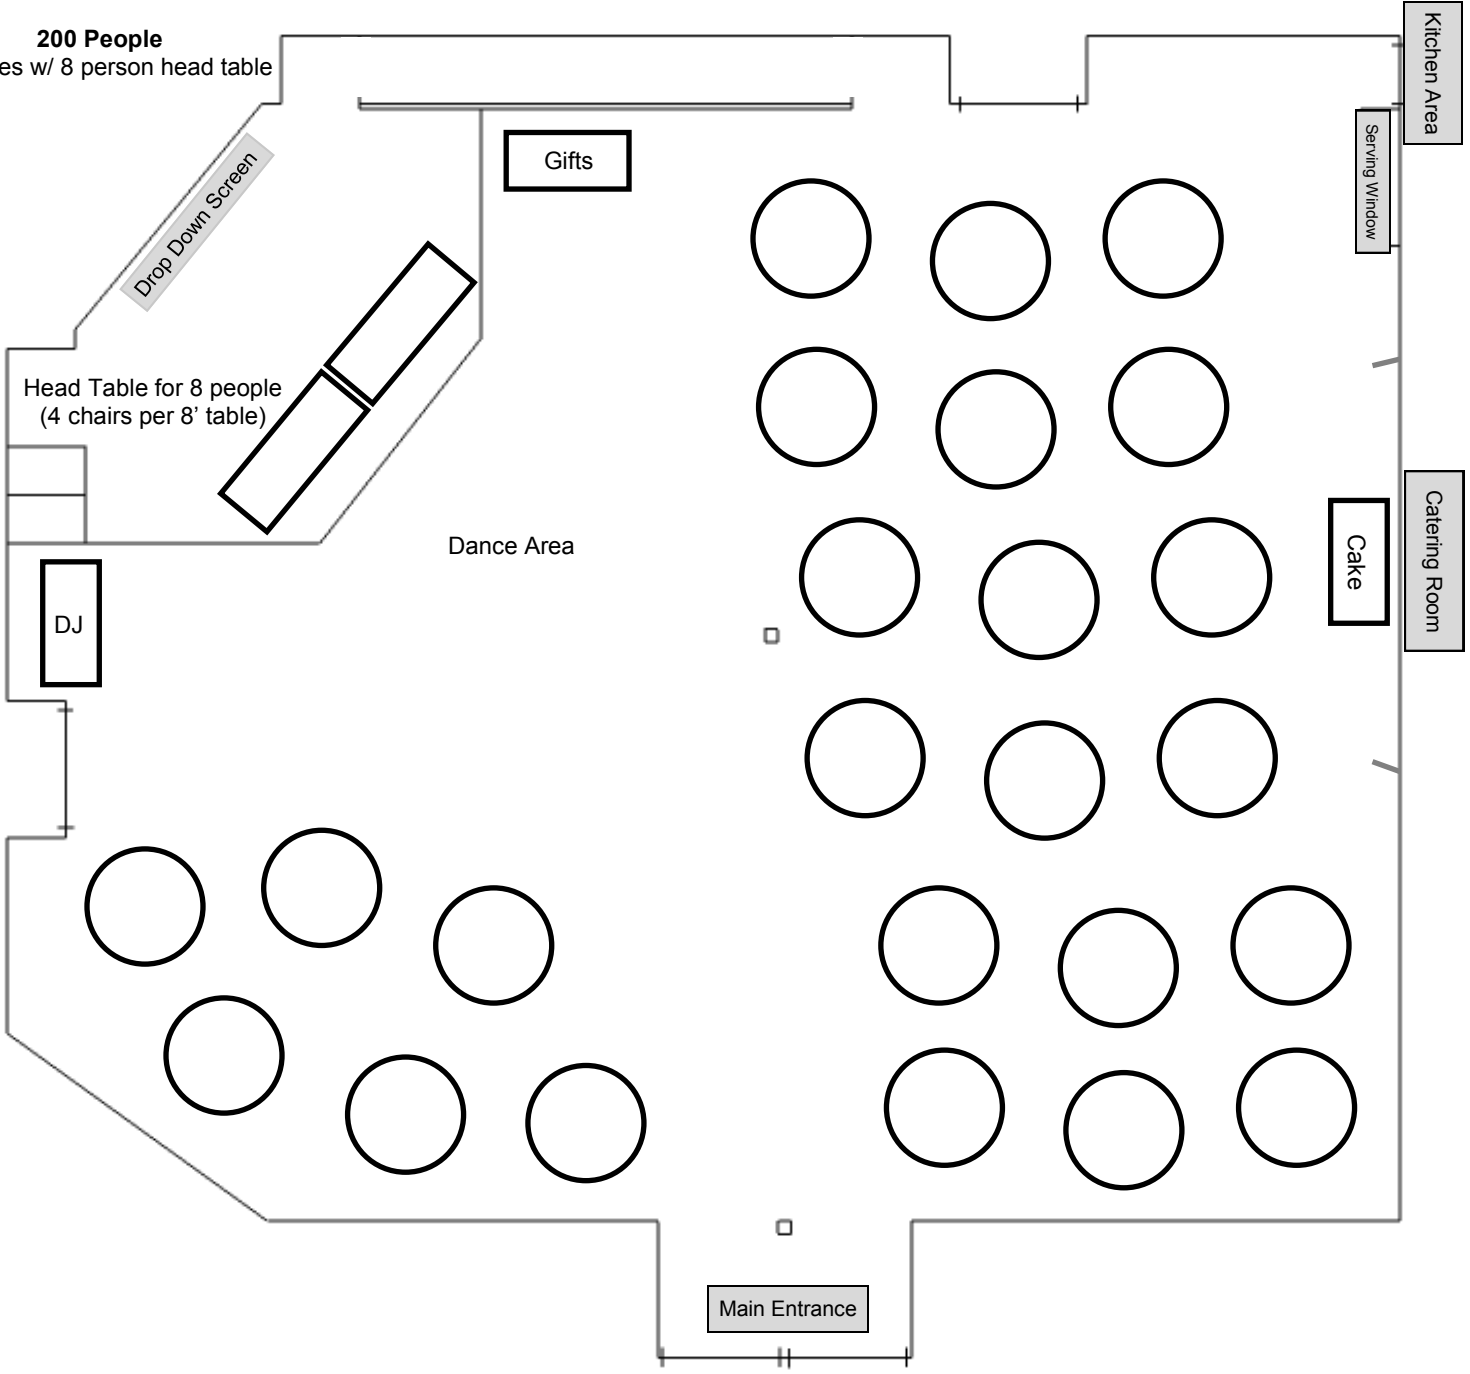 200 People
es w/ 8 person head table
Kitchen Area
Serving Window
Drop Down Screen
Gifts
Head Table for 8 people
(4 chairs per 8’ table)
Dance Area
Cake
Catering Room
DJ
Main Entrance